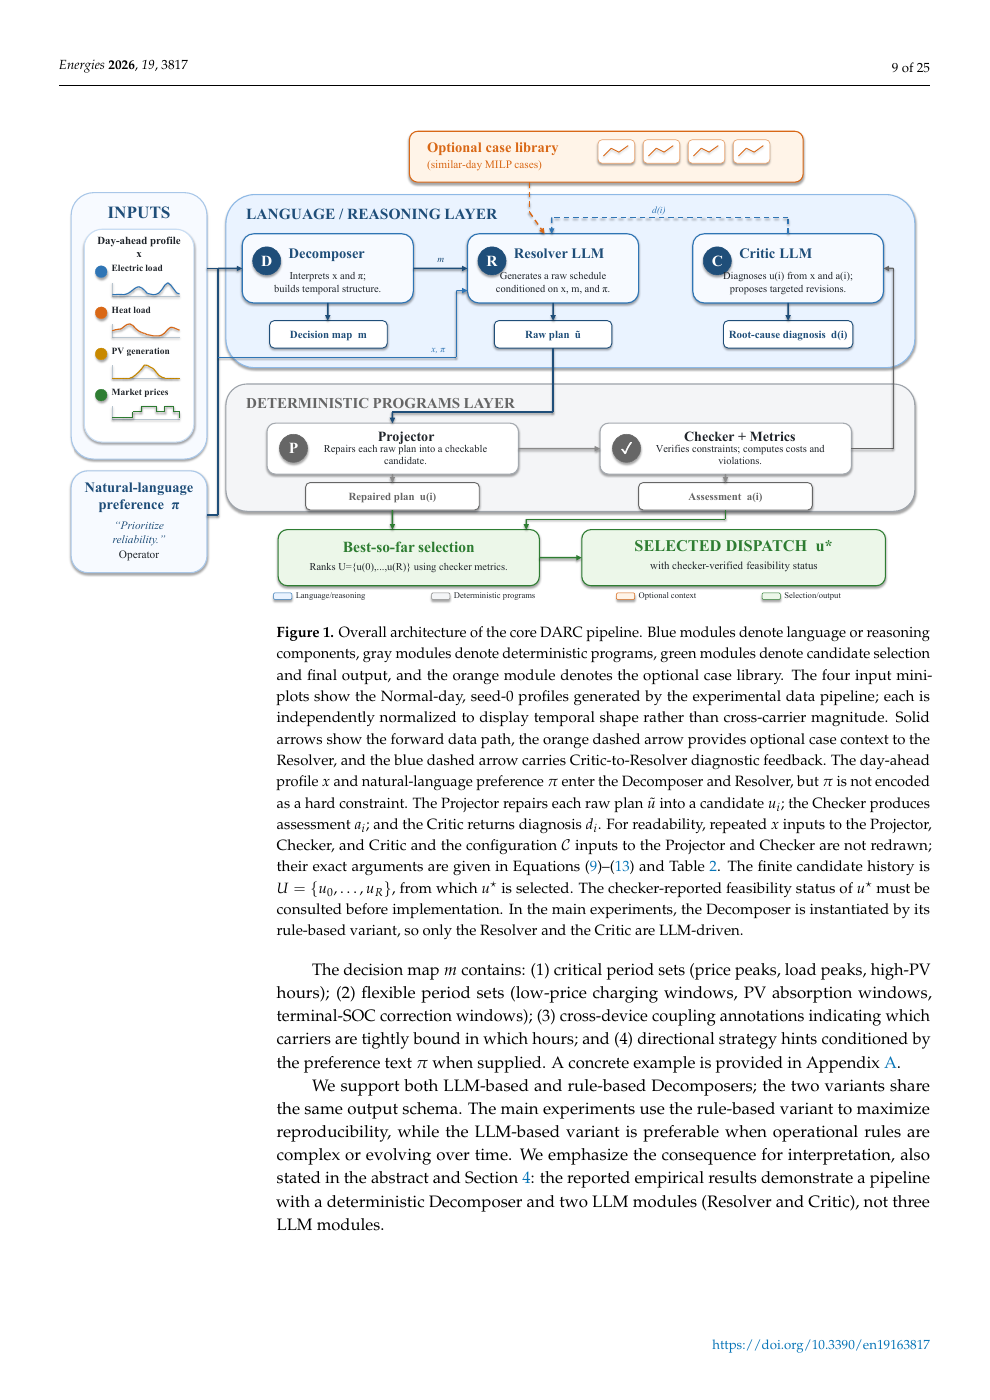 Energies 2026, 19, 3817
9 of 25
Optional case library
(similar-day MILP cases)
INPUTS
Day-ahead profile
x
Electric load
Heat load
PV generation
Market prices
Natural-language
preference π
“Prioritize
reliability.”
Operator
LANGUAGE / REASONING LAYER
d(i)
D
Decomposer
Interprets x and π;
builds temporal structure.
m
R
Resolver LLM
Generates a raw schedule
conditioned on x, m, and π.
C
Critic LLM
Diagnoses u(i) from x and a(i);
proposes targeted revisions.
Decision map m
Raw plan ũ
Root-cause diagnosis d(i)
x, π
DETERMINISTIC PROGRAMS LAYER
P
Projector
Repairs each raw plan into a checkable
candidate.
✓
Checker + Metrics
Verifies constraints; computes costs and
violations.
Repaired plan u(i)
Assessment a(i)
Best-so-far selection
Ranks U={u(0),...,u(R)} using checker metrics.
SELECTED DISPATCH u*
with checker-verified feasibility status
Language/reasoning
Deterministic programs
Optional context
Selection/output
Figure 1. Overall architecture of the core DARC pipeline. Blue modules denote language or reasoning
components, gray modules denote deterministic programs, green modules denote candidate selection
and final output, and the orange module denotes the optional case library. The four input mini-
plots show the Normal-day, seed-0 profiles generated by the experimental data pipeline; each is
independently normalized to display temporal shape rather than cross-carrier magnitude. Solid
arrows show the forward data path, the orange dashed arrow provides optional case context to the
Resolver, and the blue dashed arrow carries Critic-to-Resolver diagnostic feedback. The day-ahead
profile x and natural-language preference π enter the Decomposer and Resolver, but π is not encoded
as a hard constraint. The Projector repairs each raw plan ũ into a candidate uᵢ; the Checker produces
assessment aᵢ; and the Critic returns diagnosis dᵢ. For readability, repeated x inputs to the Projector,
Checker, and Critic and the configuration 𝒞 inputs to the Projector and Checker are not redrawn;
their exact arguments are given in Equations (9)–(13) and Table 2. The finite candidate history is
U = {u₀, . . . , u_R}, from which u⋆ is selected. The checker-reported feasibility status of u⋆ must be
consulted before implementation. In the main experiments, the Decomposer is instantiated by its
rule-based variant, so only the Resolver and the Critic are LLM-driven.
The decision map m contains: (1) critical period sets (price peaks, load peaks, high-PV
hours); (2) flexible period sets (low-price charging windows, PV absorption windows,
terminal-SOC correction windows); (3) cross-device coupling annotations indicating which
carriers are tightly bound in which hours; and (4) directional strategy hints conditioned by
the preference text π when supplied. A concrete example is provided in Appendix A.
We support both LLM-based and rule-based Decomposers; the two variants share
the same output schema. The main experiments use the rule-based variant to maximize
reproducibility, while the LLM-based variant is preferable when operational rules are
complex or evolving over time. We emphasize the consequence for interpretation, also
stated in the abstract and Section 4: the reported empirical results demonstrate a pipeline
with a deterministic Decomposer and two LLM modules (Resolver and Critic), not three
LLM modules.
https://doi.org/10.3390/en19163817